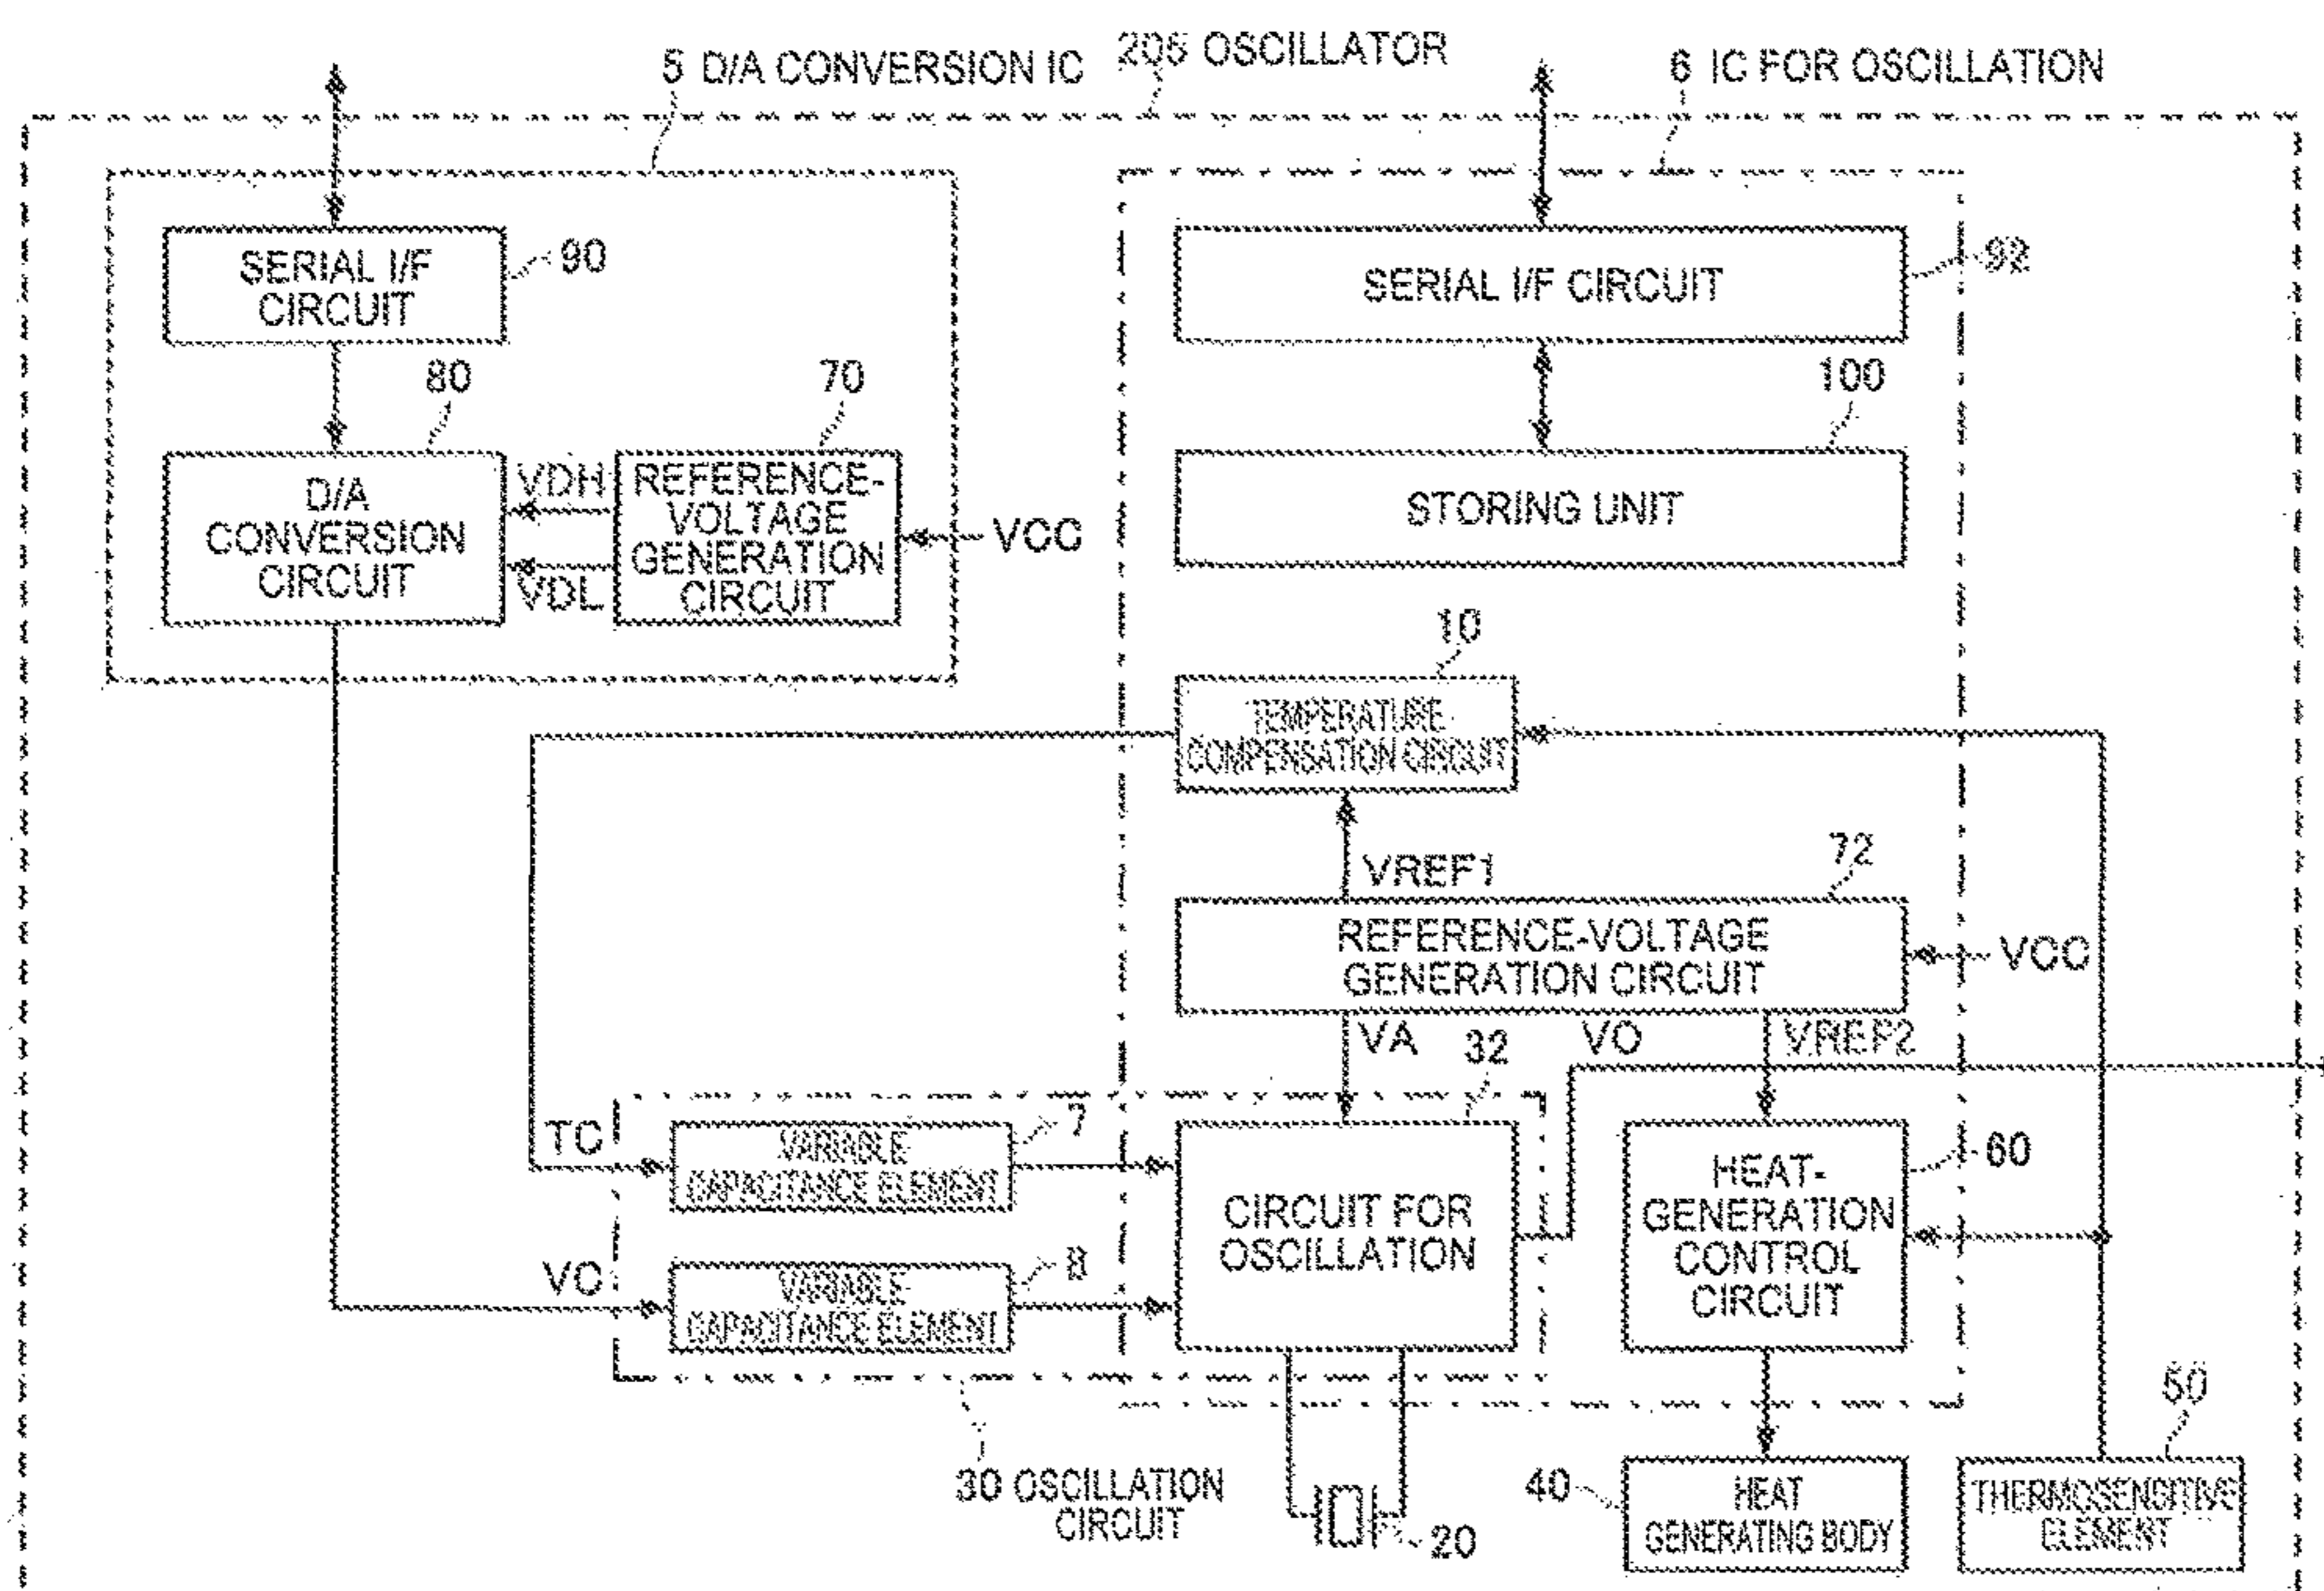 5 D/A CONVERSION IC
205 OSCILLATOR
6 IC FOR OSCILLATION
SERIAL I/F
CIRCUIT
90
SERIAL I/F CIRCUIT
92
80
70
100
D/A
CONVERSION
CIRCUIT
VDH
VDL
REFERENCE-
VOLTAGE
GENERATION
CIRCUIT
VCC
STORING UNIT
10
TEMPERATURE
COMPENSATION CIRCUIT
VREF1
72
REFERENCE-VOLTAGE
GENERATION CIRCUIT
VCC
VA
32
VO
VREF2
TC
VARIABLE
CAPACITANCE ELEMENT
7
VC
VARIABLE
CAPACITANCE ELEMENT
8
CIRCUIT FOR
OSCILLATION
HEAT-
GENERATION
CONTROL
CIRCUIT
60
30 OSCILLATION
CIRCUIT
20
40
HEAT
GENERATING BODY
50
THERMOSENSITIVE
ELEMENT